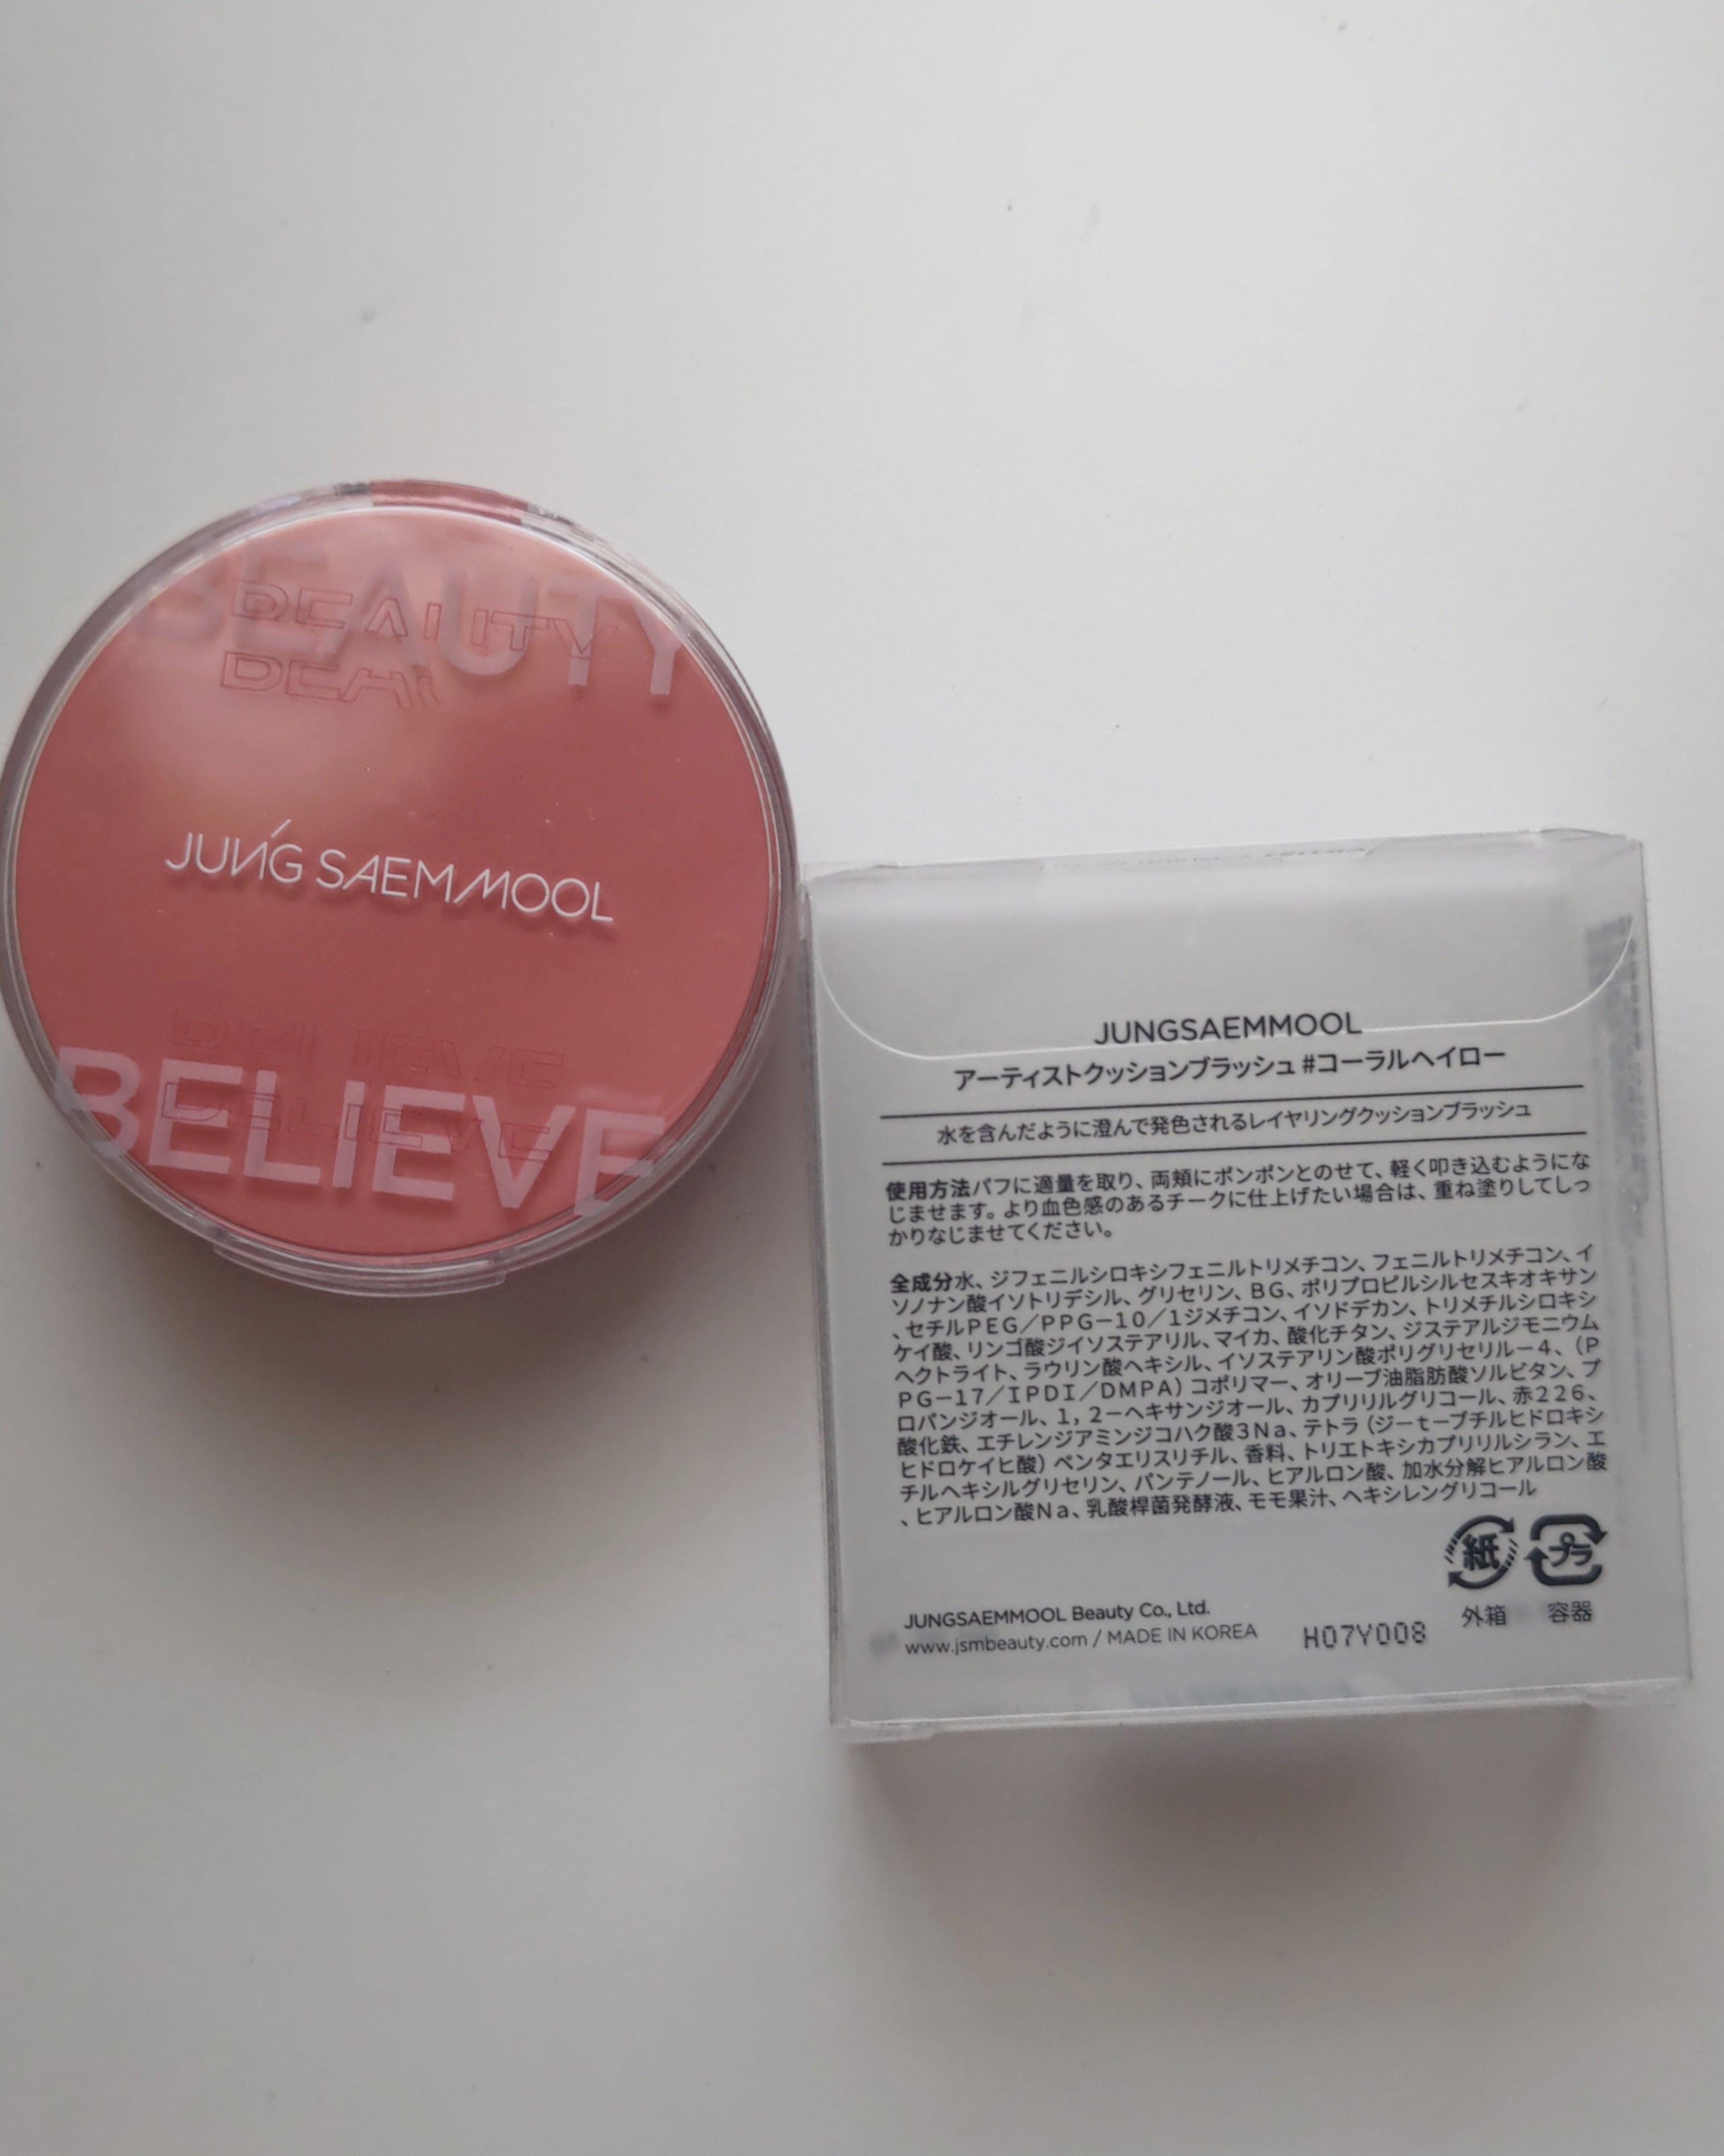 BEAUTY
JUNG SAEMMOOL
BELIEVE
JUNGSAEMMOOL
アーティストクッションブラッシュ #コーラルヘイロー
水を含んだように澄んで発色されるレイヤリングクッションブラッシュ
使用方法パフに適量を取り、両頬にポンポンとのせて、軽く叩き込むようにな
じませます。より血色感のあるチークに仕上げたい場合は、重ね塗りしてしっ
かりなじませてください。
全成分水、ジフェニルシロキシフェニルトリメチコン、フェニルトリメチコン、イ
ソノナン酸イソトリデシル、グリセリン、BG、ポリプロピルシルセスキオキサン
、セチルPEG／PPG－10／1ジメチコン、イソドデカン、トリメチルシロキシ
ケイ酸、リンゴ酸ジイソステアリル、マイカ、酸化チタン、ジステアルジモニウム
ヘクトライト、ラウリン酸ヘキシル、イソステアリン酸ポリグリセリル－4、（P
PG－17／IPDI／DMPA）コポリマー、オリーブ油脂肪酸ソルビタン、プ
ロパンジオール、1，2－ヘキサンジオール、カプリリルグリコール、赤226、
酸化鉄、エチレンジアミンジコハク酸3Na、テトラ（ジ－t－ブチルヒドロキシ
ヒドロケイヒ酸）ペンタエリスリチル、香料、トリエトキシカプリリルシラン、エ
チルヘキシルグリセリン、パンテノール、ヒアルロン酸、加水分解ヒアルロン酸
、ヒアルロン酸Na、乳酸桿菌発酵液、モモ果汁、ヘキシレングリコール
紙 プラ
外箱 容器
JUNGSAEMMOOL Beauty Co., Ltd.
www.jsmbeauty.com / MADE IN KOREA
H07Y008